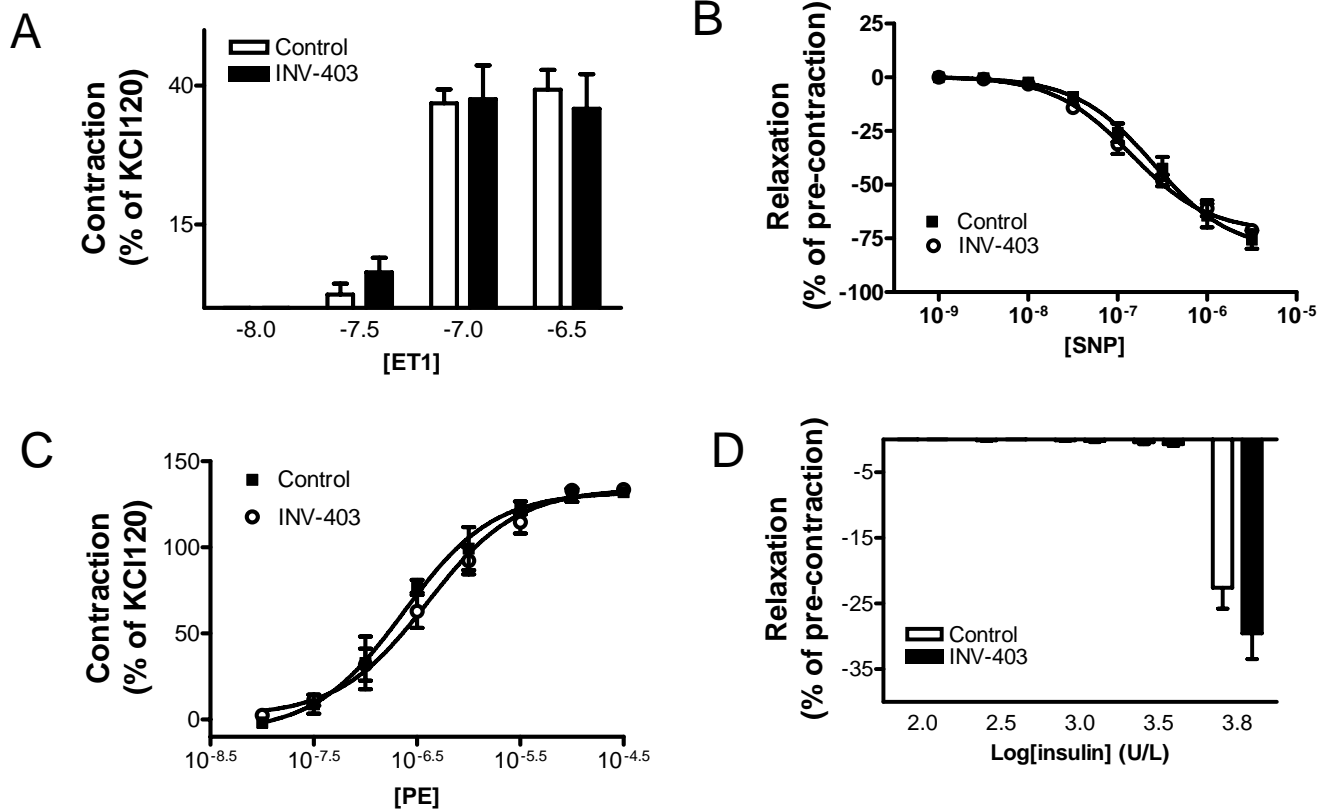 A
Contraction
(% of KCl120)
Control
INV-403
40
15
-8.0 -7.5 -7.0 -6.5
[ET1]
B
Relaxation
(% of pre-contraction)
25
0
-25
-50
-75
-100
Control
INV-403
10-9 10-8 10-7 10-6 10-5
[SNP]
C
Contraction
(% of KCl120)
150
100
50
0
Control
INV-403
10-8.5 10-7.5 10-6.5 10-5.5 10-4.5
[PE]
D
Relaxation
(% of pre-contraction)
-5
-15
-25
-35
Control
INV-403
2.0 2.5 3.0 3.5 3.8
Log[insulin] (U/L)